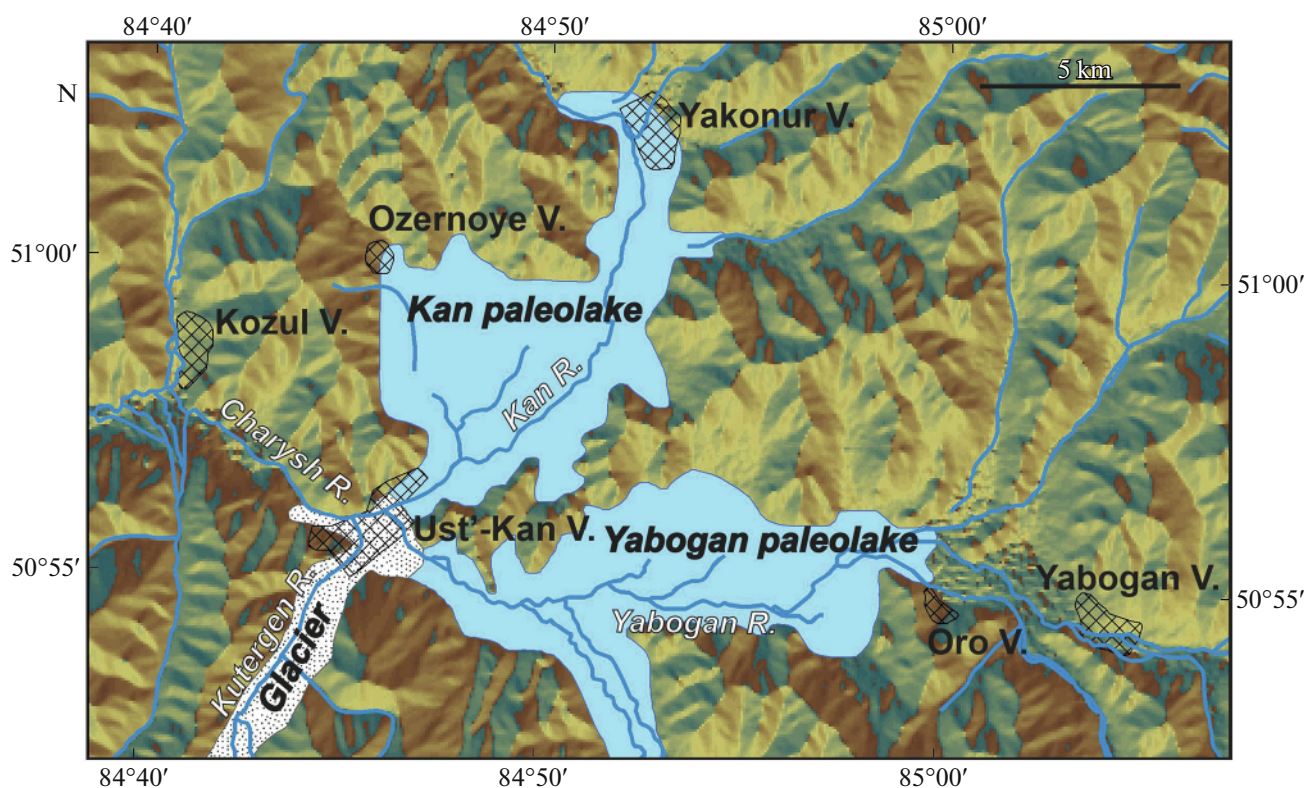 84°40′ 84°50′ 85°00′
N
5 km
Yakonur V.
Ozernoye V.
51°00′
51°00′
Kan paleolake
Kozul V.
Kan R.
Charysh R.
Ust'-Kan V.
Yabogan paleolake
50°55′
Yabogan V.
50°55′
Kutergen R.
Glacier
Yabogan R.
Oro V.
84°40′ 84°50′ 85°00′